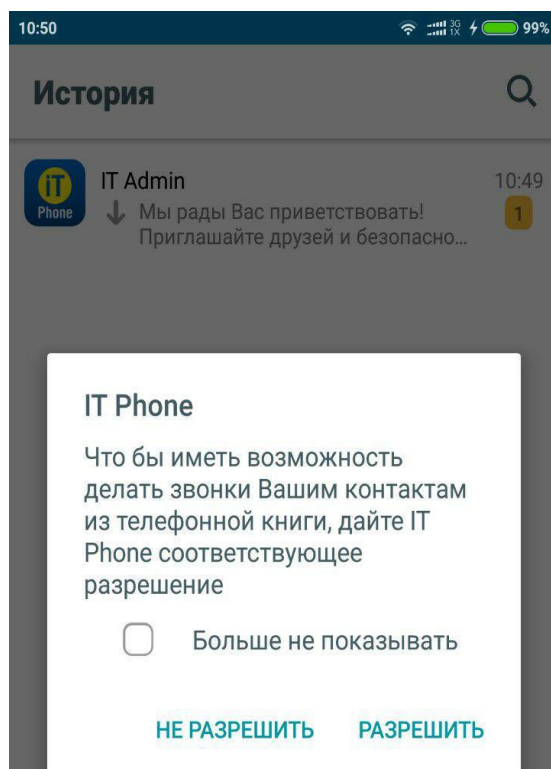 10:50 3G 1X 99%
История
IT Admin 10:49
iT Phone
Мы рады Вас приветствовать! 1
Приглашайте друзей и безопасно...
IT Phone
Что бы иметь возможность
делать звонки Вашим контактам
из телефонной книги, дайте IT
Phone соответствующее
разрешение
Больше не показывать
НЕ РАЗРЕШИТЬ РАЗРЕШИТЬ